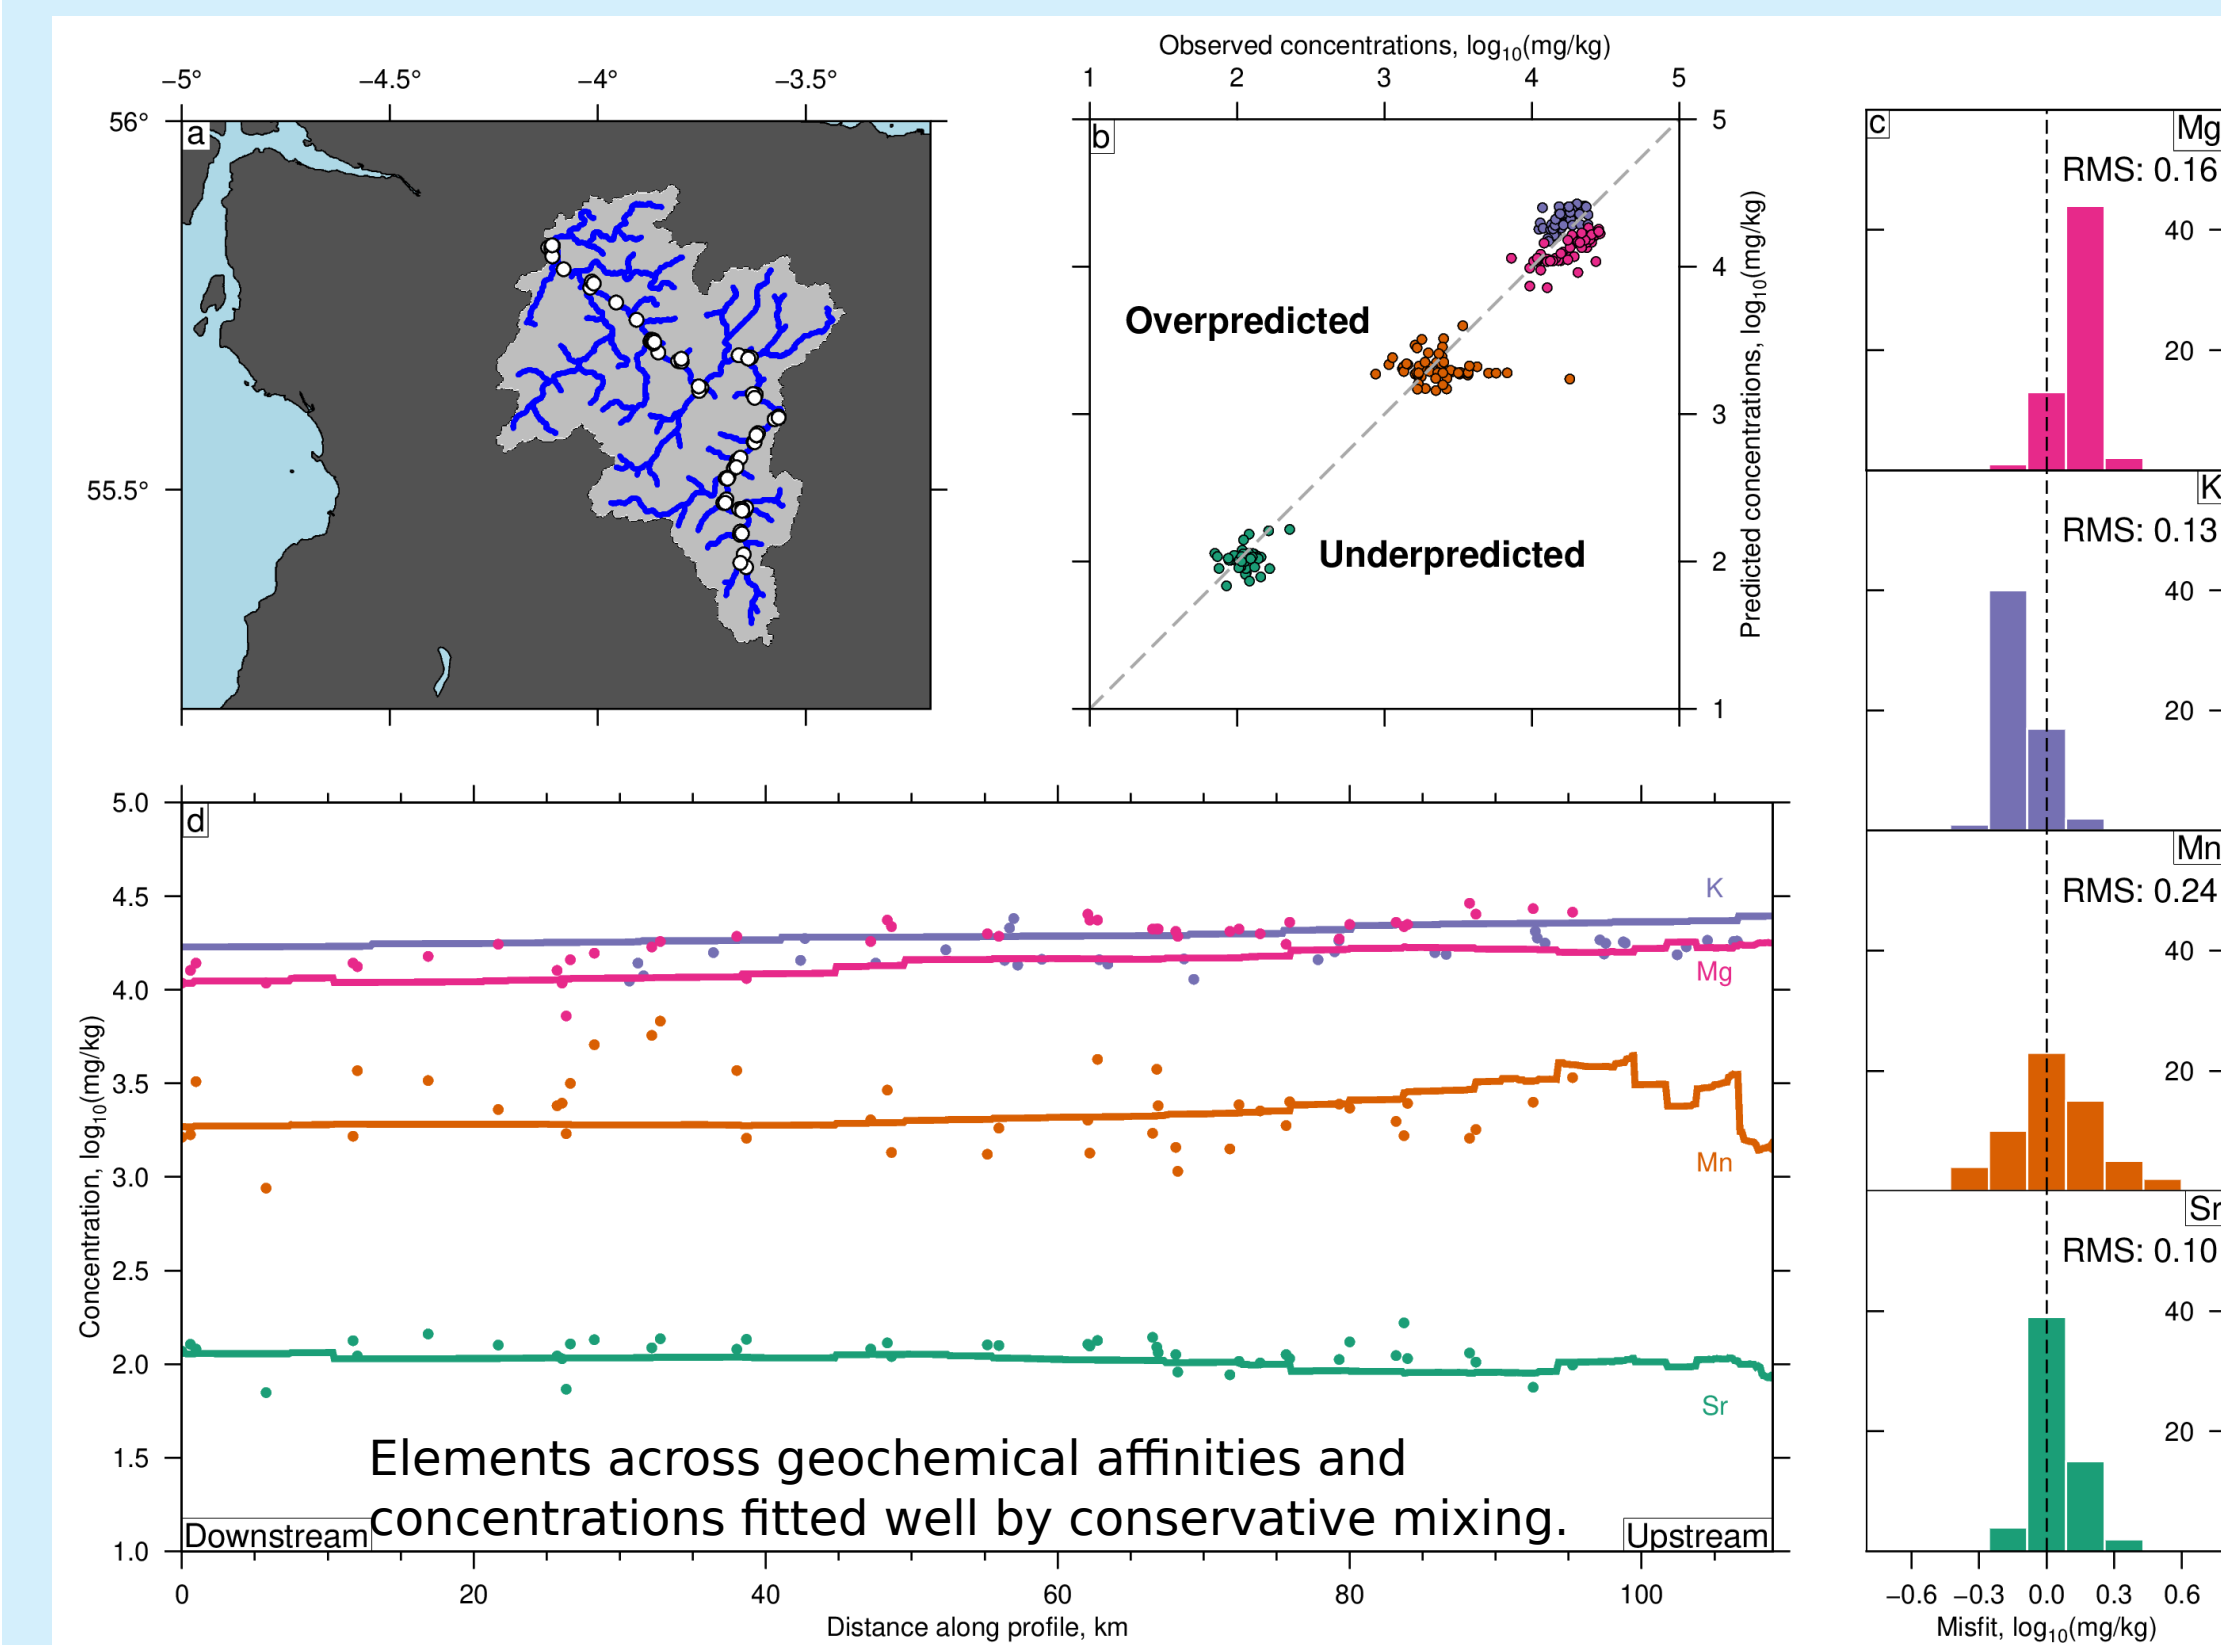 Observed concentrations, log10(mg/kg)
−5° −4.5° −4° −3.5°
1 2 3 4 5
56°
55.5°
a
b
Overpredicted
Underpredicted
5
4
3
2
1
Predicted concentrations, log10(mg/kg)
c
Mg
RMS: 0.16
40
20
K
RMS: 0.13
40
20
Mn
RMS: 0.24
40
20
Sr
RMS: 0.10
40
20
−0.6 −0.3 0.0 0.3 0.6
Misfit, log10(mg/kg)
d
5.0
4.5
4.0
3.5
3.0
2.5
2.0
1.5
1.0
Concentration, log10(mg/kg)
K
Mg
Mn
Sr
Elements across geochemical affinities and
concentrations fitted well by conservative mixing.
Downstream
Upstream
0 20 40 60 80 100
Distance along profile, km